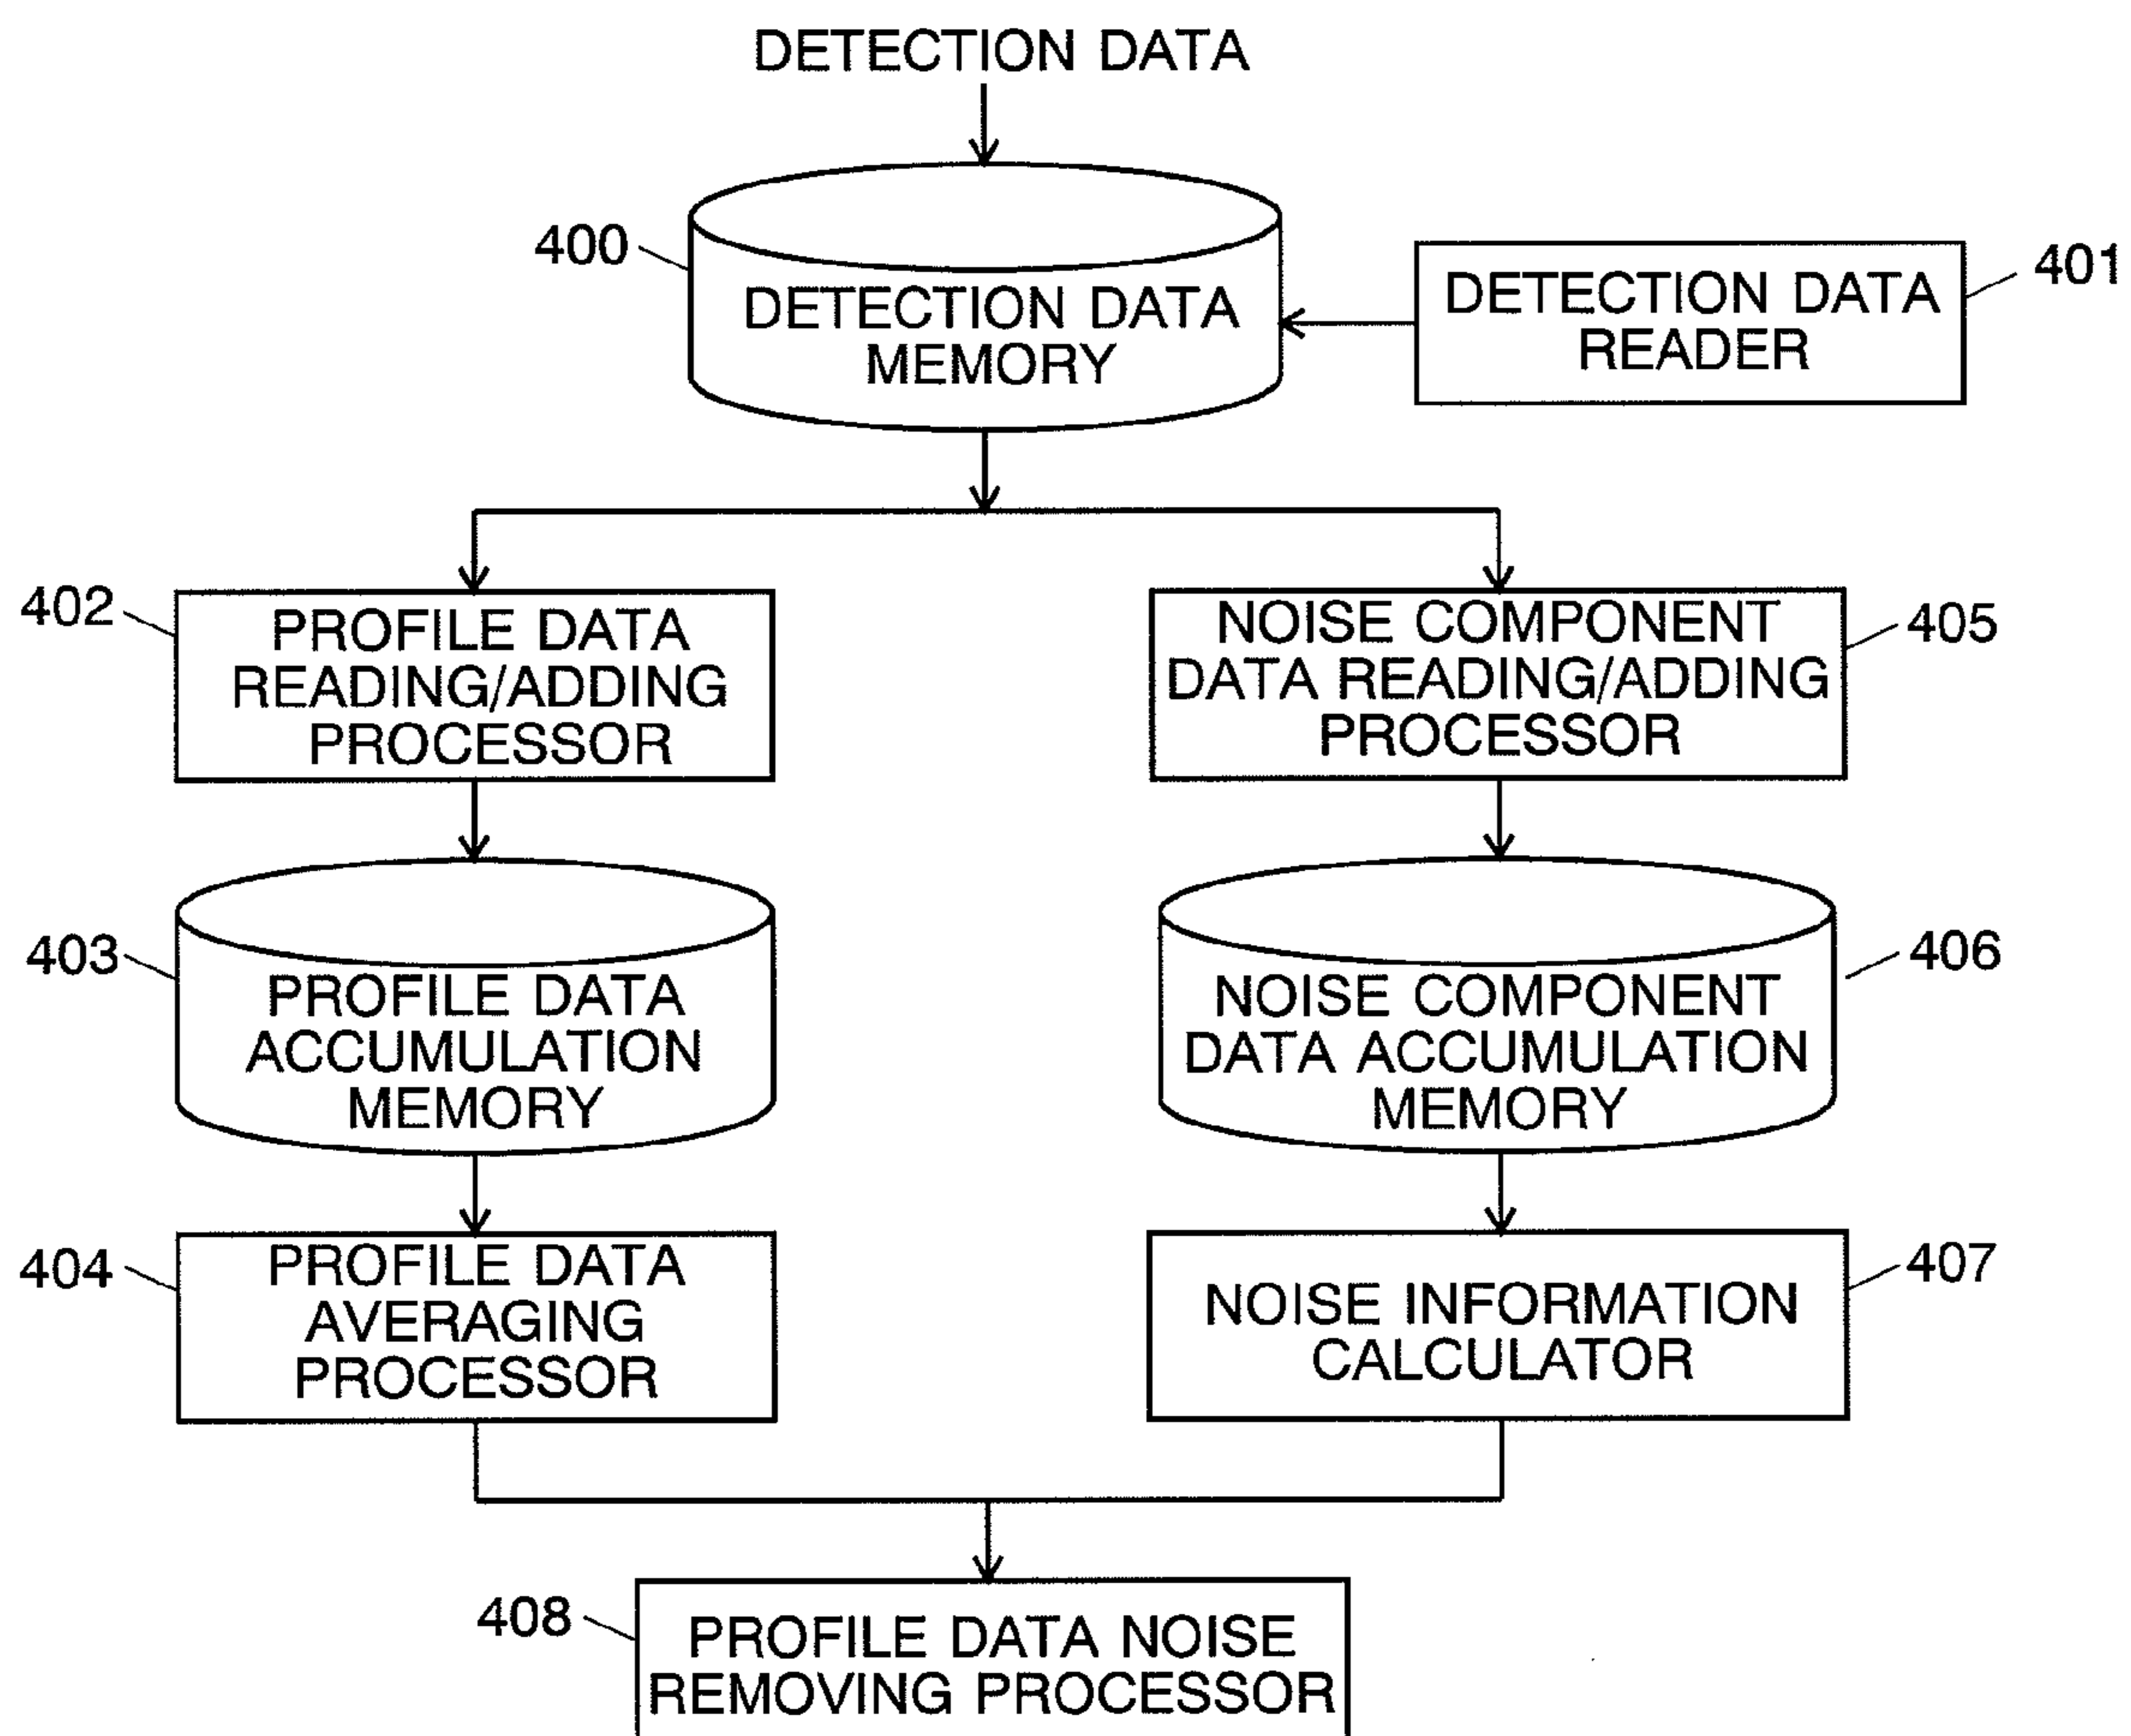 DETECTION DATA
400
DETECTION DATA
MEMORY
DETECTION DATA
READER
401
402
PROFILE DATA
READING/ADDING
PROCESSOR
NOISE COMPONENT
DATA READING/ADDING
PROCESSOR
405
403
PROFILE DATA
ACCUMULATION
MEMORY
NOISE COMPONENT
DATA ACCUMULATION
MEMORY
406
404
PROFILE DATA
AVERAGING
PROCESSOR
NOISE INFORMATION
CALCULATOR
407
408
PROFILE DATA NOISE
REMOVING PROCESSOR